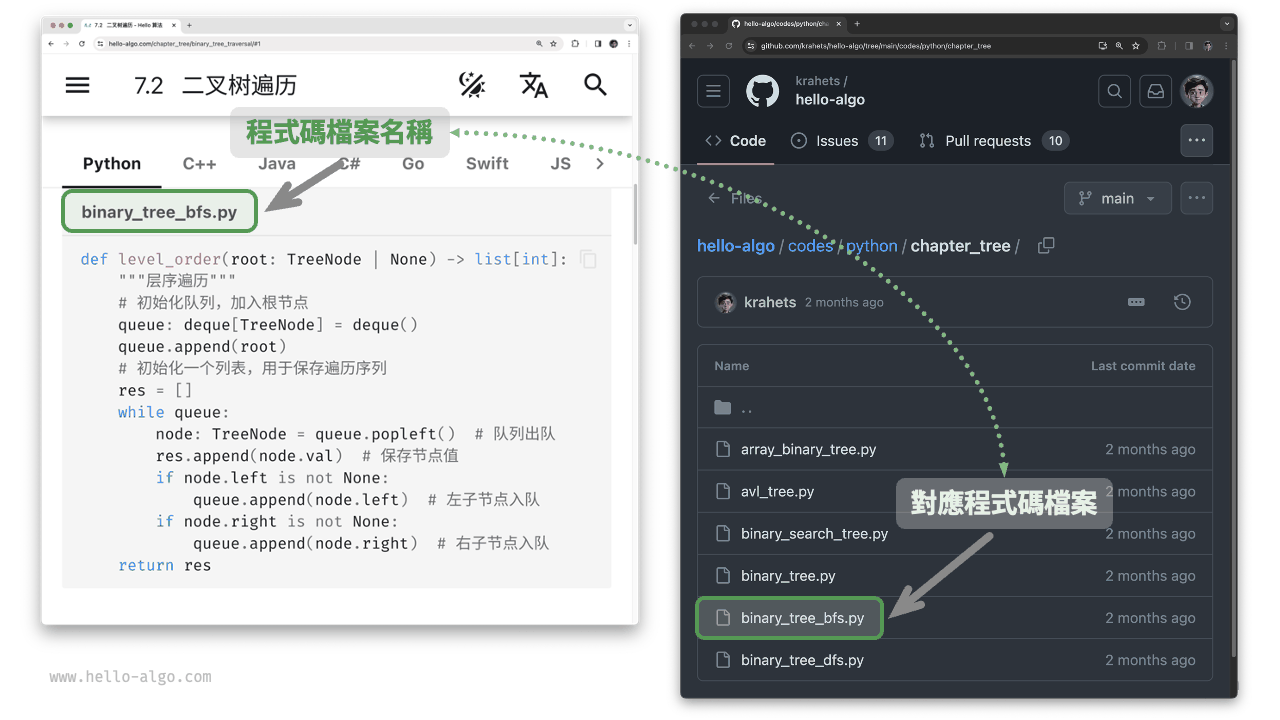 7.2 二叉树遍历 - Hello 算法
hello-algo.com/chapter_tree/binary_tree_traversal/#1
7.2 二叉树遍历
程式碼檔案名稱
Python C++ Java C# Go Swift JS
binary_tree_bfs.py
def level_order(root: TreeNode | None) -> list[int]:
"""层序遍历"""
# 初始化队列，加入根节点
queue: deque[TreeNode] = deque()
queue.append(root)
# 初始化一个列表，用于保存遍历序列
res = []
while queue:
node: TreeNode = queue.popleft() # 队列出队
res.append(node.val) # 保存节点值
if node.left is not None:
queue.append(node.left) # 左子节点入队
if node.right is not None:
queue.append(node.right) # 右子节点入队
return res
www.hello-algo.com
hello-algo/codes/python/cha
github.com/krahets/hello-algo/tree/main/codes/python/chapter_tree
krahets /
hello-algo
Code Issues 11 Pull requests 10
Files main
hello-algo / codes / python / chapter_tree /
krahets 2 months ago
Name Last commit date
..
array_binary_tree.py 2 months ago
avl_tree.py 2 months ago
對應程式碼檔案
binary_search_tree.py 2 months ago
binary_tree.py 2 months ago
binary_tree_bfs.py 2 months ago
binary_tree_dfs.py 2 months ago